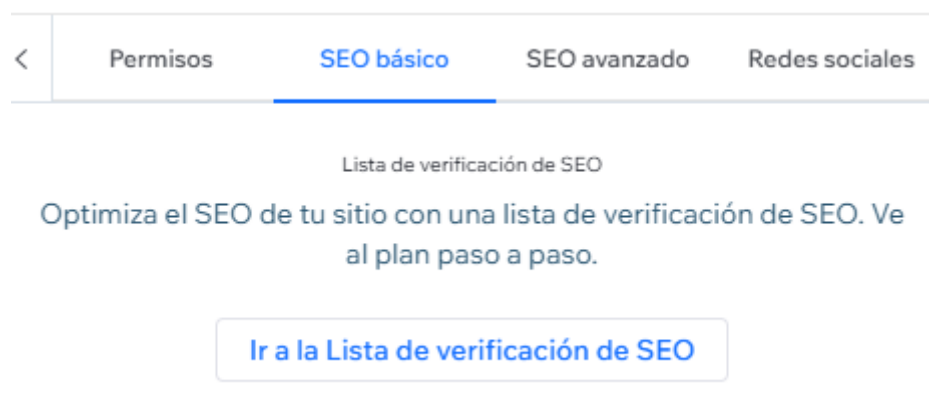 Permisos SEO básico SEO avanzado Redes sociales
Lista de verificación de SEO
Optimiza el SEO de tu sitio con una lista de verificación de SEO. Ve
al plan paso a paso.
Ir a la Lista de verificación de SEO